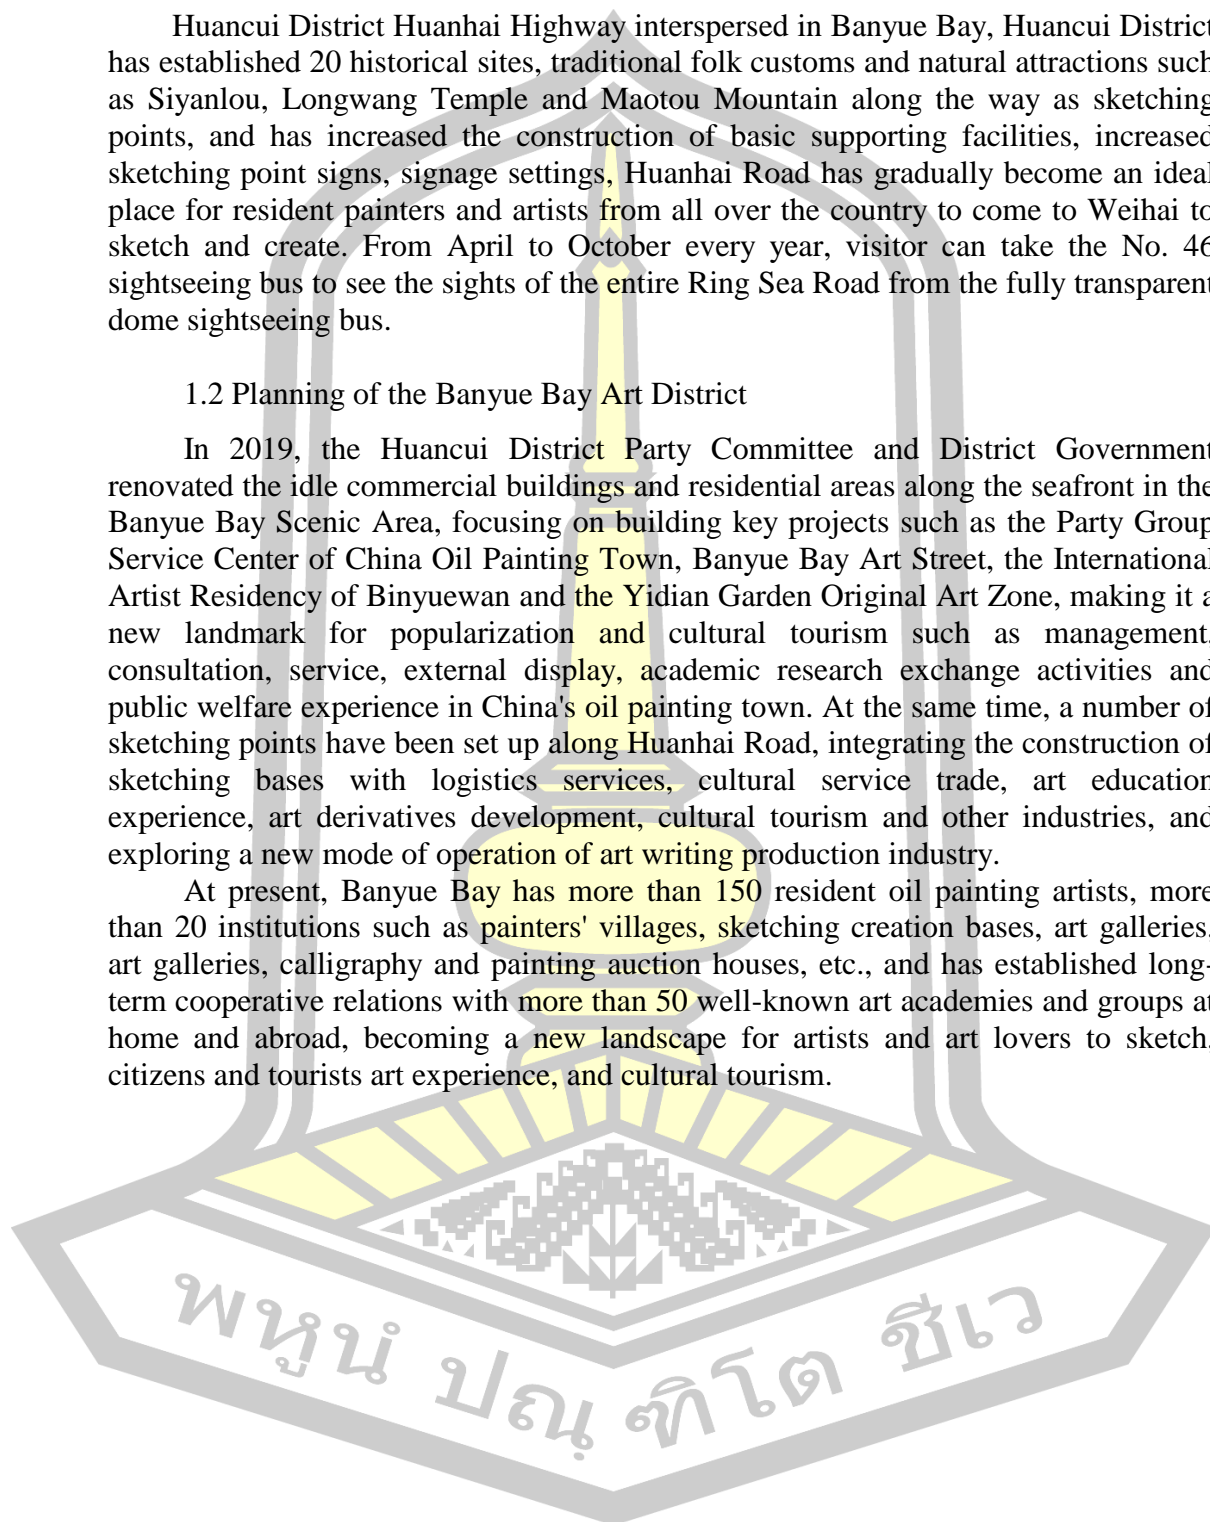 Huancui District Huanhai Highway interspersed in Banyue Bay, Huancui District
has established 20 historical sites, traditional folk customs and natural attractions such
as Siyanlou, Longwang Temple and Maotou Mountain along the way as sketching
points, and has increased the construction of basic supporting facilities, increased
sketching point signs, signage settings, Huanhai Road has gradually become an ideal
place for resident painters and artists from all over the country to come to Weihai to
sketch and create. From April to October every year, visitor can take the No. 46
sightseeing bus to see the sights of the entire Ring Sea Road from the fully transparent
dome sightseeing bus.
1.2 Planning of the Banyue Bay Art District
In 2019, the Huancui District Party Committee and District Government
renovated the idle commercial buildings and residential areas along the seafront in the
Banyue Bay Scenic Area, focusing on building key projects such as the Party Group
Service Center of China Oil Painting Town, Banyue Bay Art Street, the International
Artist Residency of Binyuewan and the Yidian Garden Original Art Zone, making it a
new landmark for popularization and cultural tourism such as management,
consultation, service, external display, academic research exchange activities and
public welfare experience in China's oil painting town. At the same time, a number of
sketching points have been set up along Huanhai Road, integrating the construction of
sketching bases with logistics services, cultural service trade, art education
experience, art derivatives development, cultural tourism and other industries, and
exploring a new mode of operation of art writing production industry.
At present, Banyue Bay has more than 150 resident oil painting artists, more
than 20 institutions such as painters' villages, sketching creation bases, art galleries,
art galleries, calligraphy and painting auction houses, etc., and has established long-
term cooperative relations with more than 50 well-known art academies and groups at
home and abroad, becoming a new landscape for artists and art lovers to sketch,
citizens and tourists art experience, and cultural tourism.
พหูนํ ปณฺฑิโต ชีเว